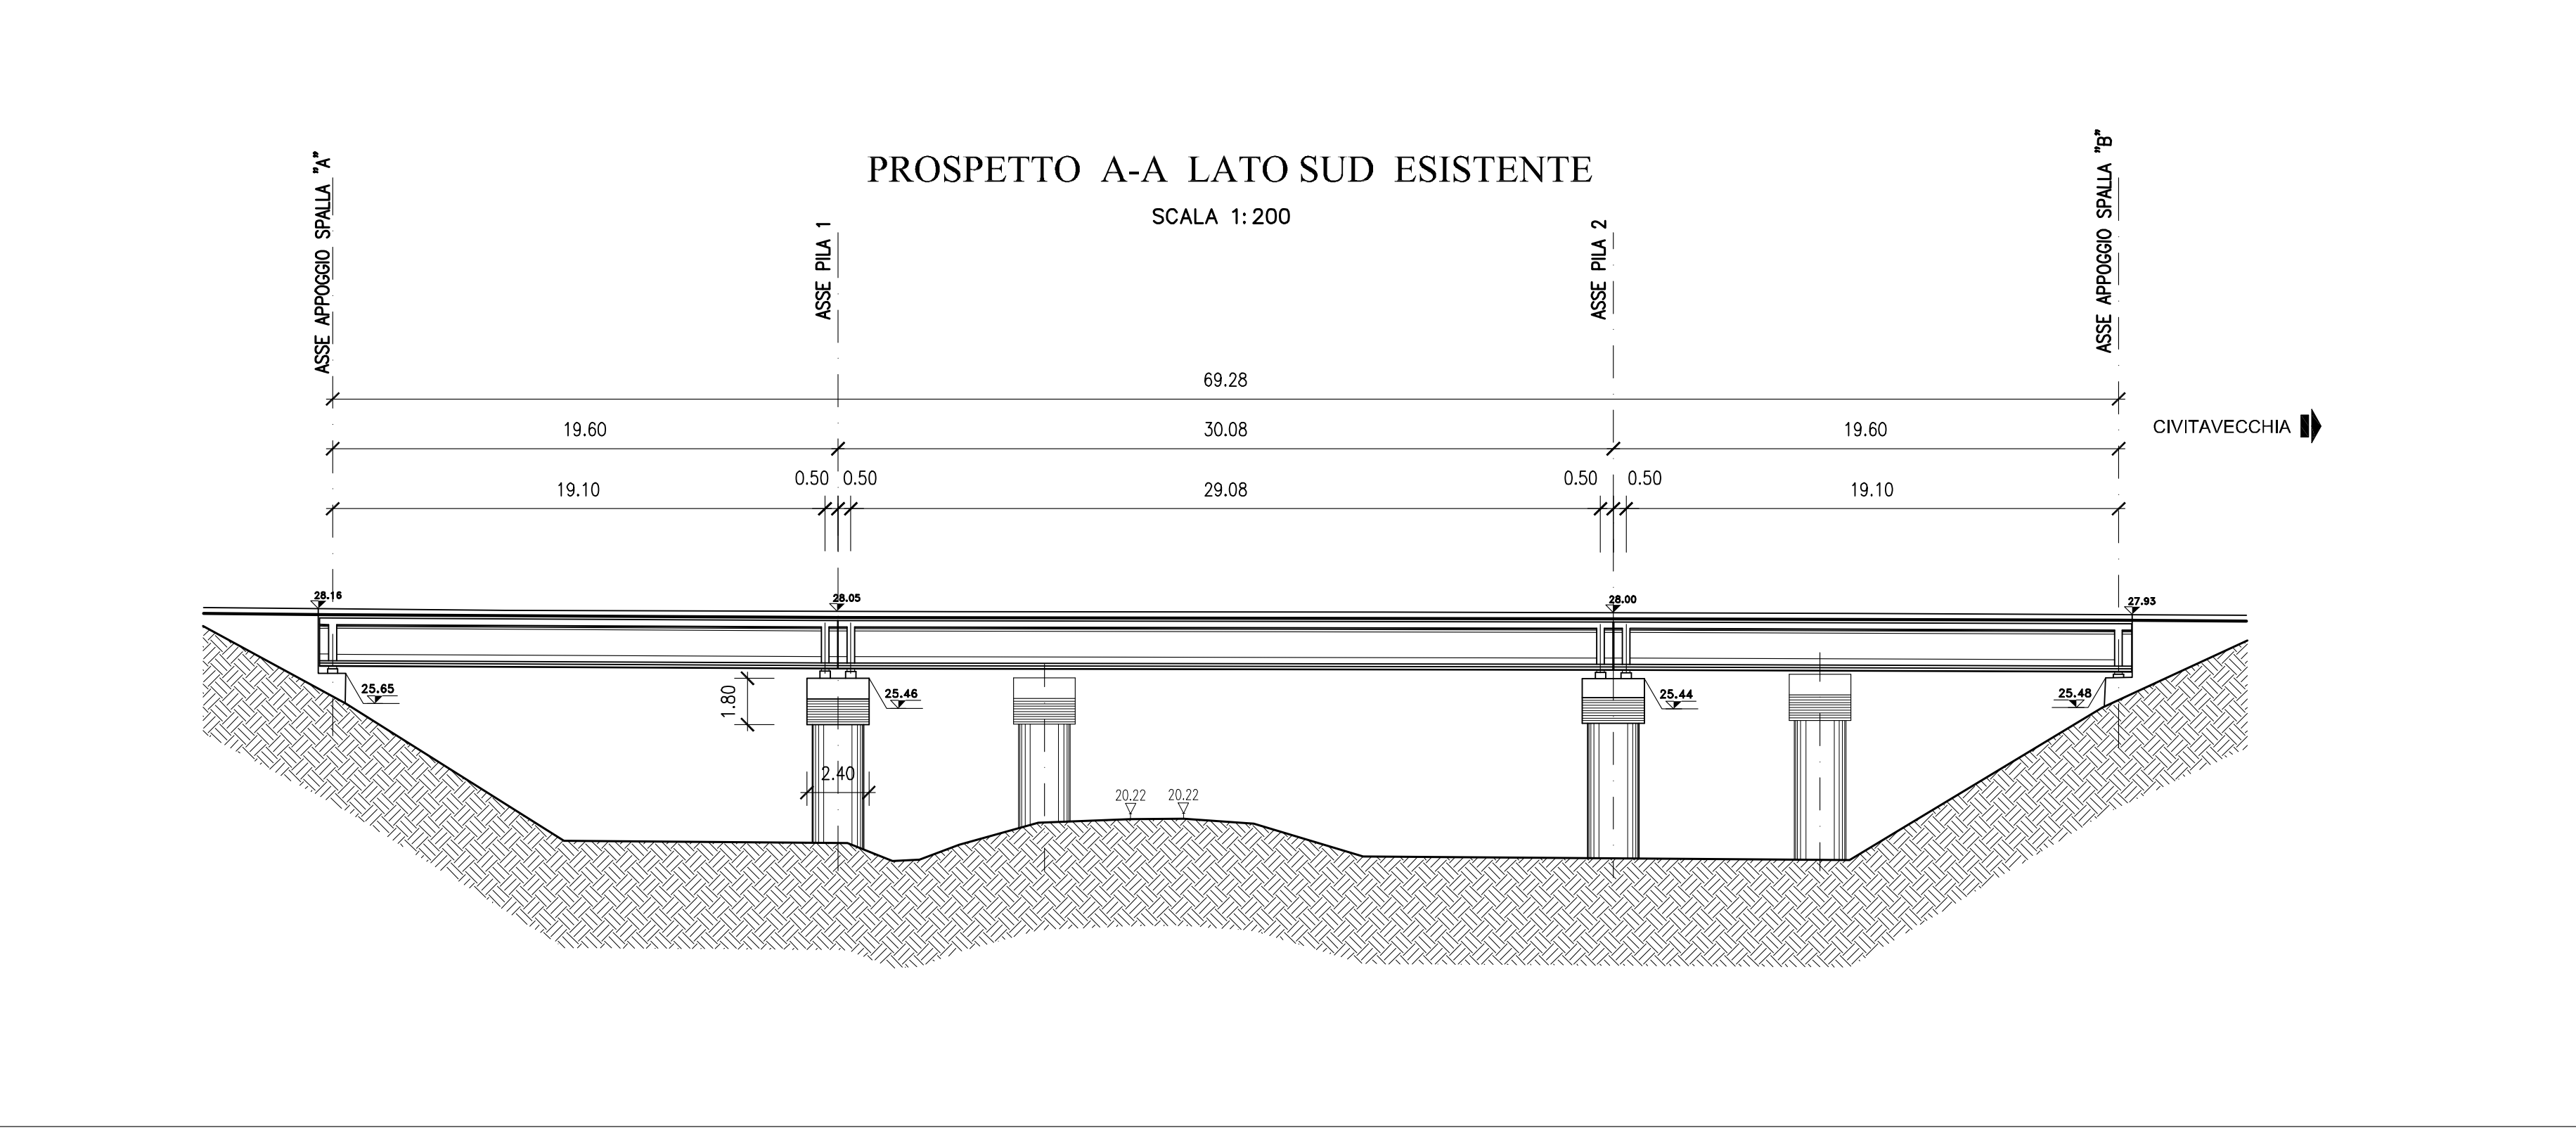 PROSPETTO A-A LATO SUD ESISTENTE
SCALA 1:200
ASSE APPOGGIO SPALLA "A"
ASSE PILA 1
ASSE PILA 2
ASSE APPOGGIO SPALLA "B"
69.28
19.60 30.08 19.60
CIVITAVECCHIA
0.50 0.50 0.50 0.50
19.10 29.08 19.10
28.16 28.05 28.00 27.93
25.65 1.80 25.46 25.44 25.48
2.40
20.22 20.22